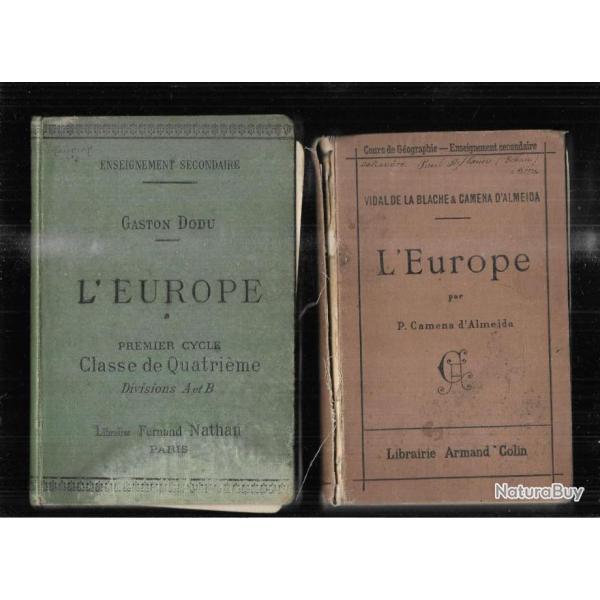 ENSEIGNEMENT SECONDAIRE
GASTON DODU
L'EUROPE
PREMIER CYCLE
Classe de Quatrième
Divisions A et B
Librairie Fernand Nathan
PARIS
Cours de Géographie — Enseignement secondaire
VIDAL DE LA BLACHE & CAMENA D'ALMEIDA
L'Europe
par
P. Camena d'Almeida
Librairie Armand Colin
NaturaBuy